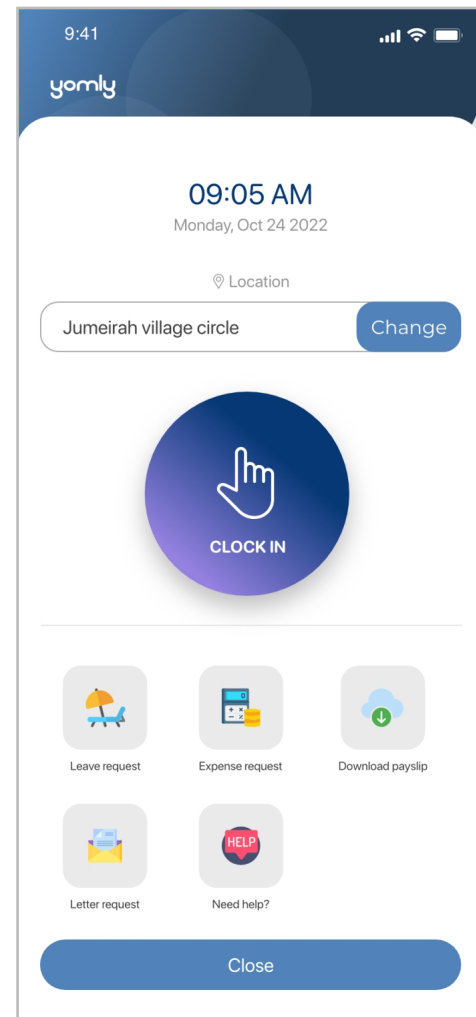 9:41
yomly
09:05 AM
Monday, Oct 24 2022
Location
Jumeirah village circle
Change
CLOCK IN
Leave request
Expense request
Download payslip
HELP
Letter request
Need help?
Close